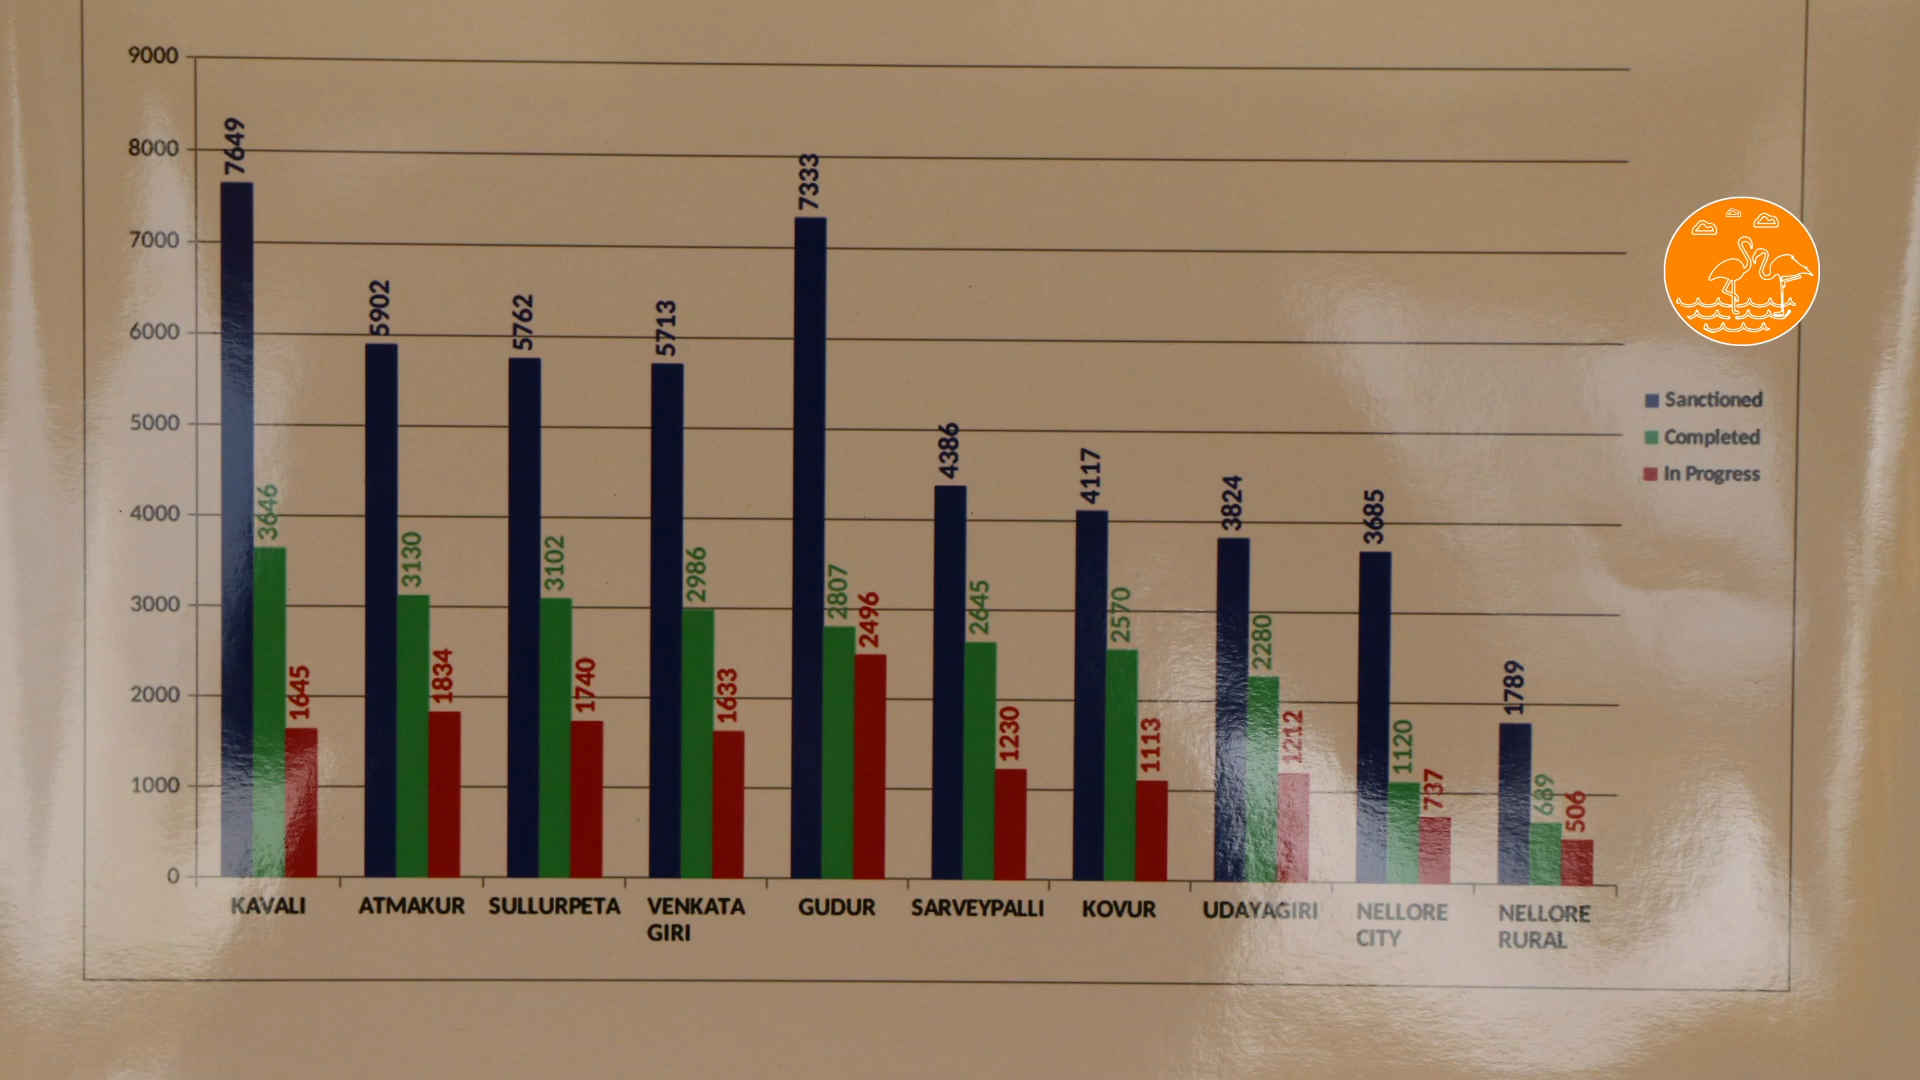 9000
8000
7000
6000
5000
4000
3000
2000
1000
0
7649
3646
1645
5902
3130
1834
5762
3102
1740
5713
2986
1633
7333
2807
2496
4386
2645
1230
4117
2570
1113
3824
2280
1212
3685
1120
737
1789
689
506
KAVALI
ATMAKUR
SULLURPETA
VENKATA
GIRI
GUDUR
SARVEYPALLI
KOVUR
UDAYAGIRI
NELLORE
CITY
NELLORE
RURAL
Sanctioned
Completed
In Progress